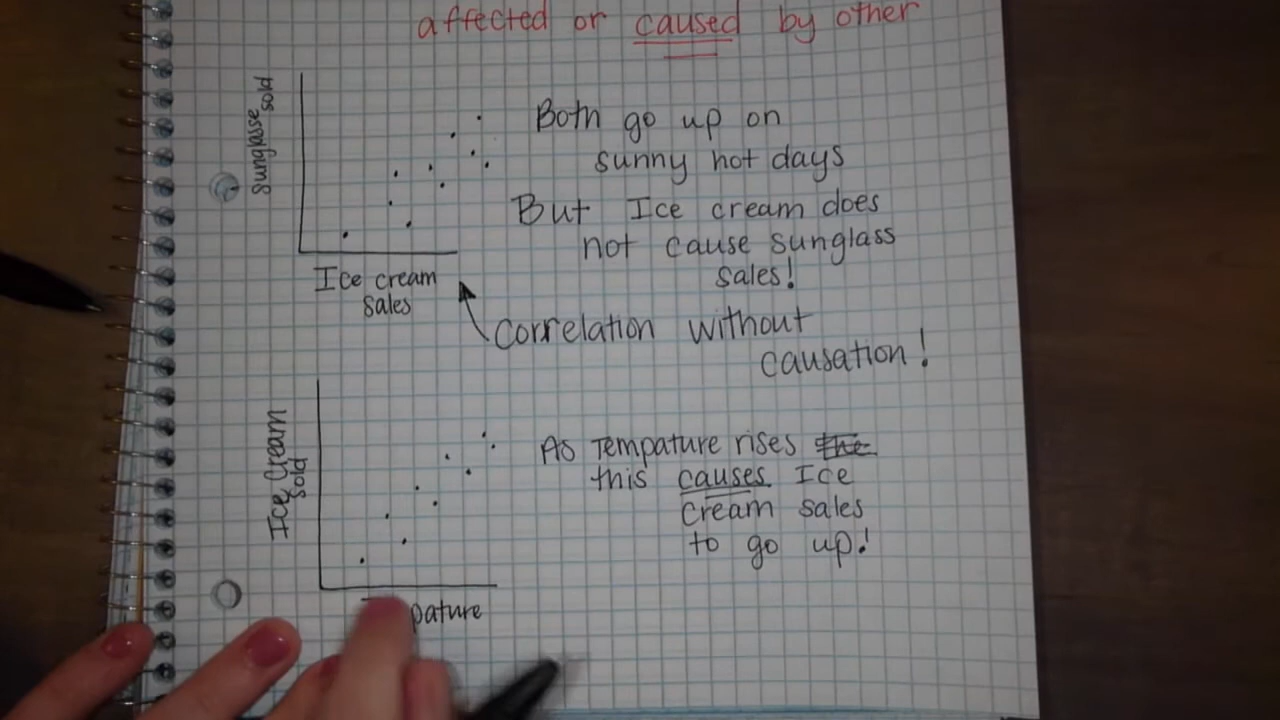 affected or caused by other
sunglasse
sold
Both go up on
sunny hot days
But Ice cream does
not cause sunglass
sales!
Ice cream
sales
Correlation without
causation!
Ice Cream
sold
As Tempature rises the
this causes Ice
cream sales
to go up!
pature